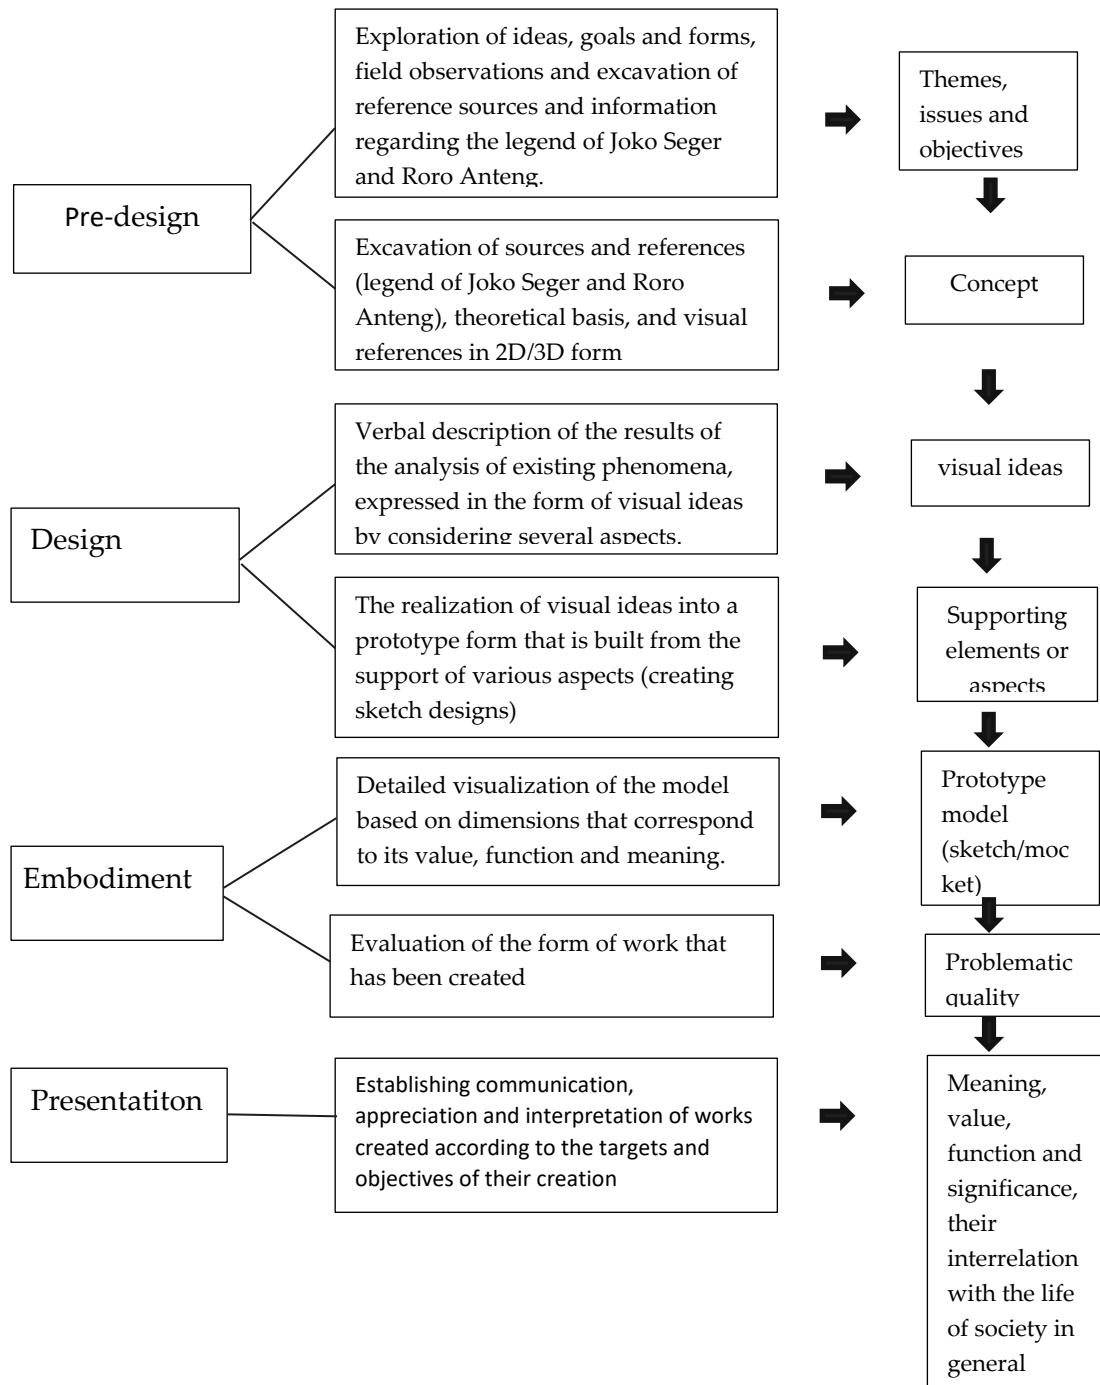 Exploration of ideas, goals and forms,
field observations and excavation of
reference sources and information
regarding the legend of Joko Seger
and Roro Anteng.
Themes,
issues and
objectives
Pre-design
Excavation of sources and references
(legend of Joko Seger and Roro
Anteng), theoretical basis, and visual
references in 2D/3D form
Concept
Verbal description of the results of
the analysis of existing phenomena,
expressed in the form of visual ideas
by considering several aspects.
visual ideas
Design
The realization of visual ideas into a
prototype form that is built from the
support of various aspects (creating
sketch designs)
Supporting
elements or
aspects
Detailed visualization of the model
based on dimensions that correspond
to its value, function and meaning.
Prototype
model
(sketch/moc
ket)
Embodiment
Evaluation of the form of work that
has been created
Problematic
quality
Presentatiton
Establishing communication,
appreciation and interpretation of works
created according to the targets and
objectives of their creation
Meaning,
value,
function and
significance,
their
interrelation
with the life
of society in
general